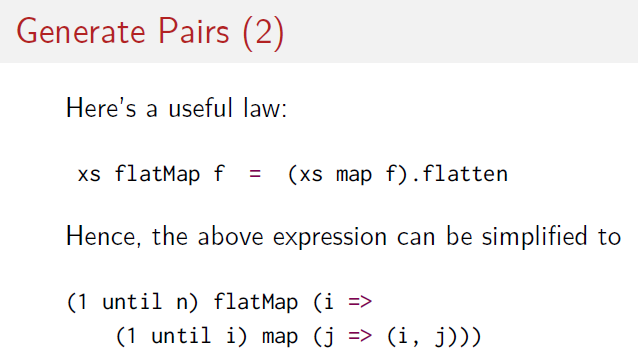 Generate Pairs (2)
Here's a useful law:
xs flatMap f = (xs map f).flatten
Hence, the above expression can be simplified to
(1 until n) flatMap (i =>
(1 until i) map (j => (i, j)))